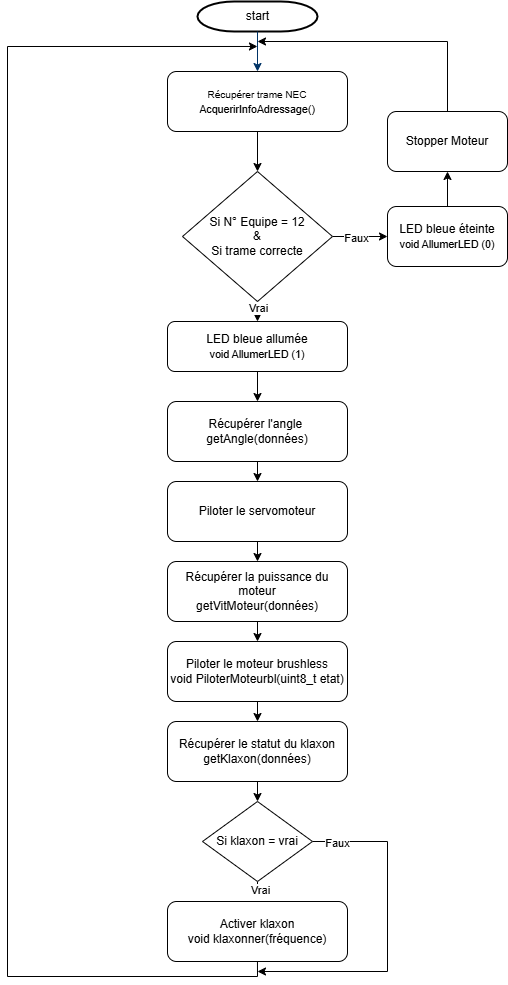 start
Récupérer trame NEC
AcquerirInfoAdressage()
Stopper Moteur
Si N° Equipe = 12
&
Si trame correcte
Faux
LED bleue éteinte
void AllumerLED (0)
Vrai
LED bleue allumée
void AllumerLED (1)
Récupérer l'angle
getAngle(données)
Piloter le servomoteur
Récupérer la puissance du
moteur
getVitMoteur(données)
Piloter le moteur brushless
void PiloterMoteurbl(uint8_t etat)
Récupérer le statut du klaxon
getKlaxon(données)
Si klaxon = vrai
Faux
Vrai
Activer klaxon
void klaxonner(fréquence)